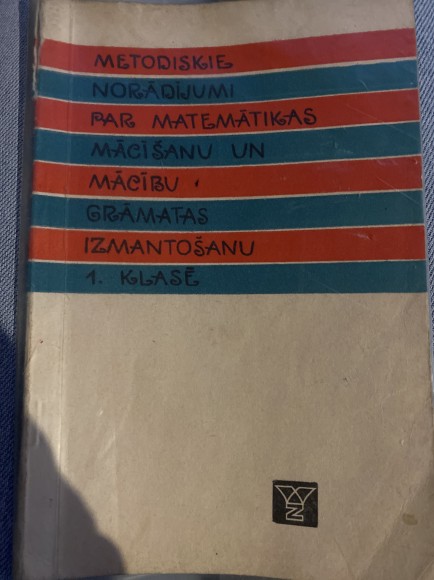 METODISKIE
NORĀDĪJUMI
PAR MATEMĀTIKAS
MĀCĪŠANU UN
MĀCĪBU
GRĀMATAS
IZMANTOŠANU
1. KLASĒ